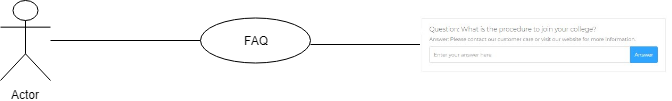 Question: What is the procedure to join your college?
Answer: Please contact our customer care or visit our website for more information.
FAQ
Enter your answer here
Answer
Actor